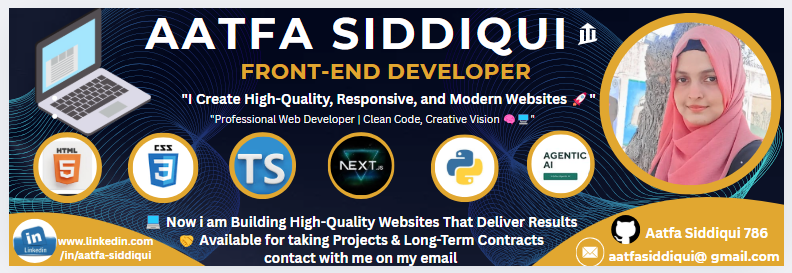 AATFA SIDDIQUI
FRONT-END DEVELOPER
"I Create High-Quality, Responsive, and Modern Websites 🚀"
"Professional Web Developer | Clean Code, Creative Vision 🧠 💻"
HTML
5
CSS
3
TS
NEXT.JS
AGENTIC
AI
💻 Now i am Building High-Quality Websites That Deliver Results
🤝 Available for taking Projects & Long-Term Contracts
contact with me on my email
in
Linkedin
www.linkedin.com
/in/aatfa-siddiqui
Aatfa Siddiqui 786
aatfasiddiqui@ gmail.com